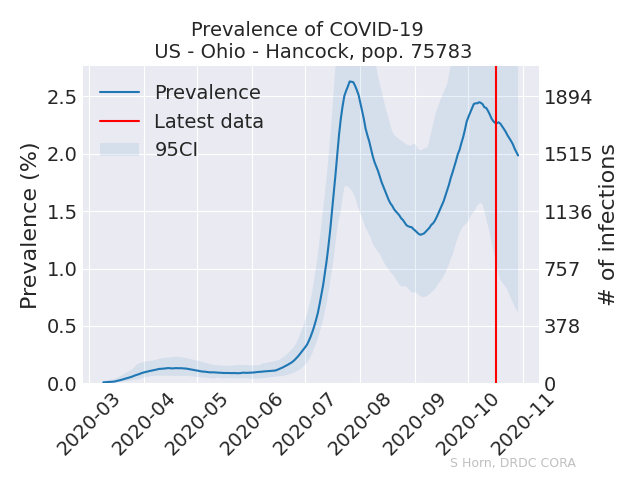 Prevalence of COVID-19
US - Ohio - Hancock, pop. 75783
Prevalence
Latest data
95CI
Prevalence (%)
2.5
2.0
1.5
1.0
0.5
0.0
1894
1515
1136
757
378
0
# of infections
2020-03
2020-04
2020-05
2020-06
2020-07
2020-08
2020-09
2020-10
2020-11
S Horn, DRDC CORA